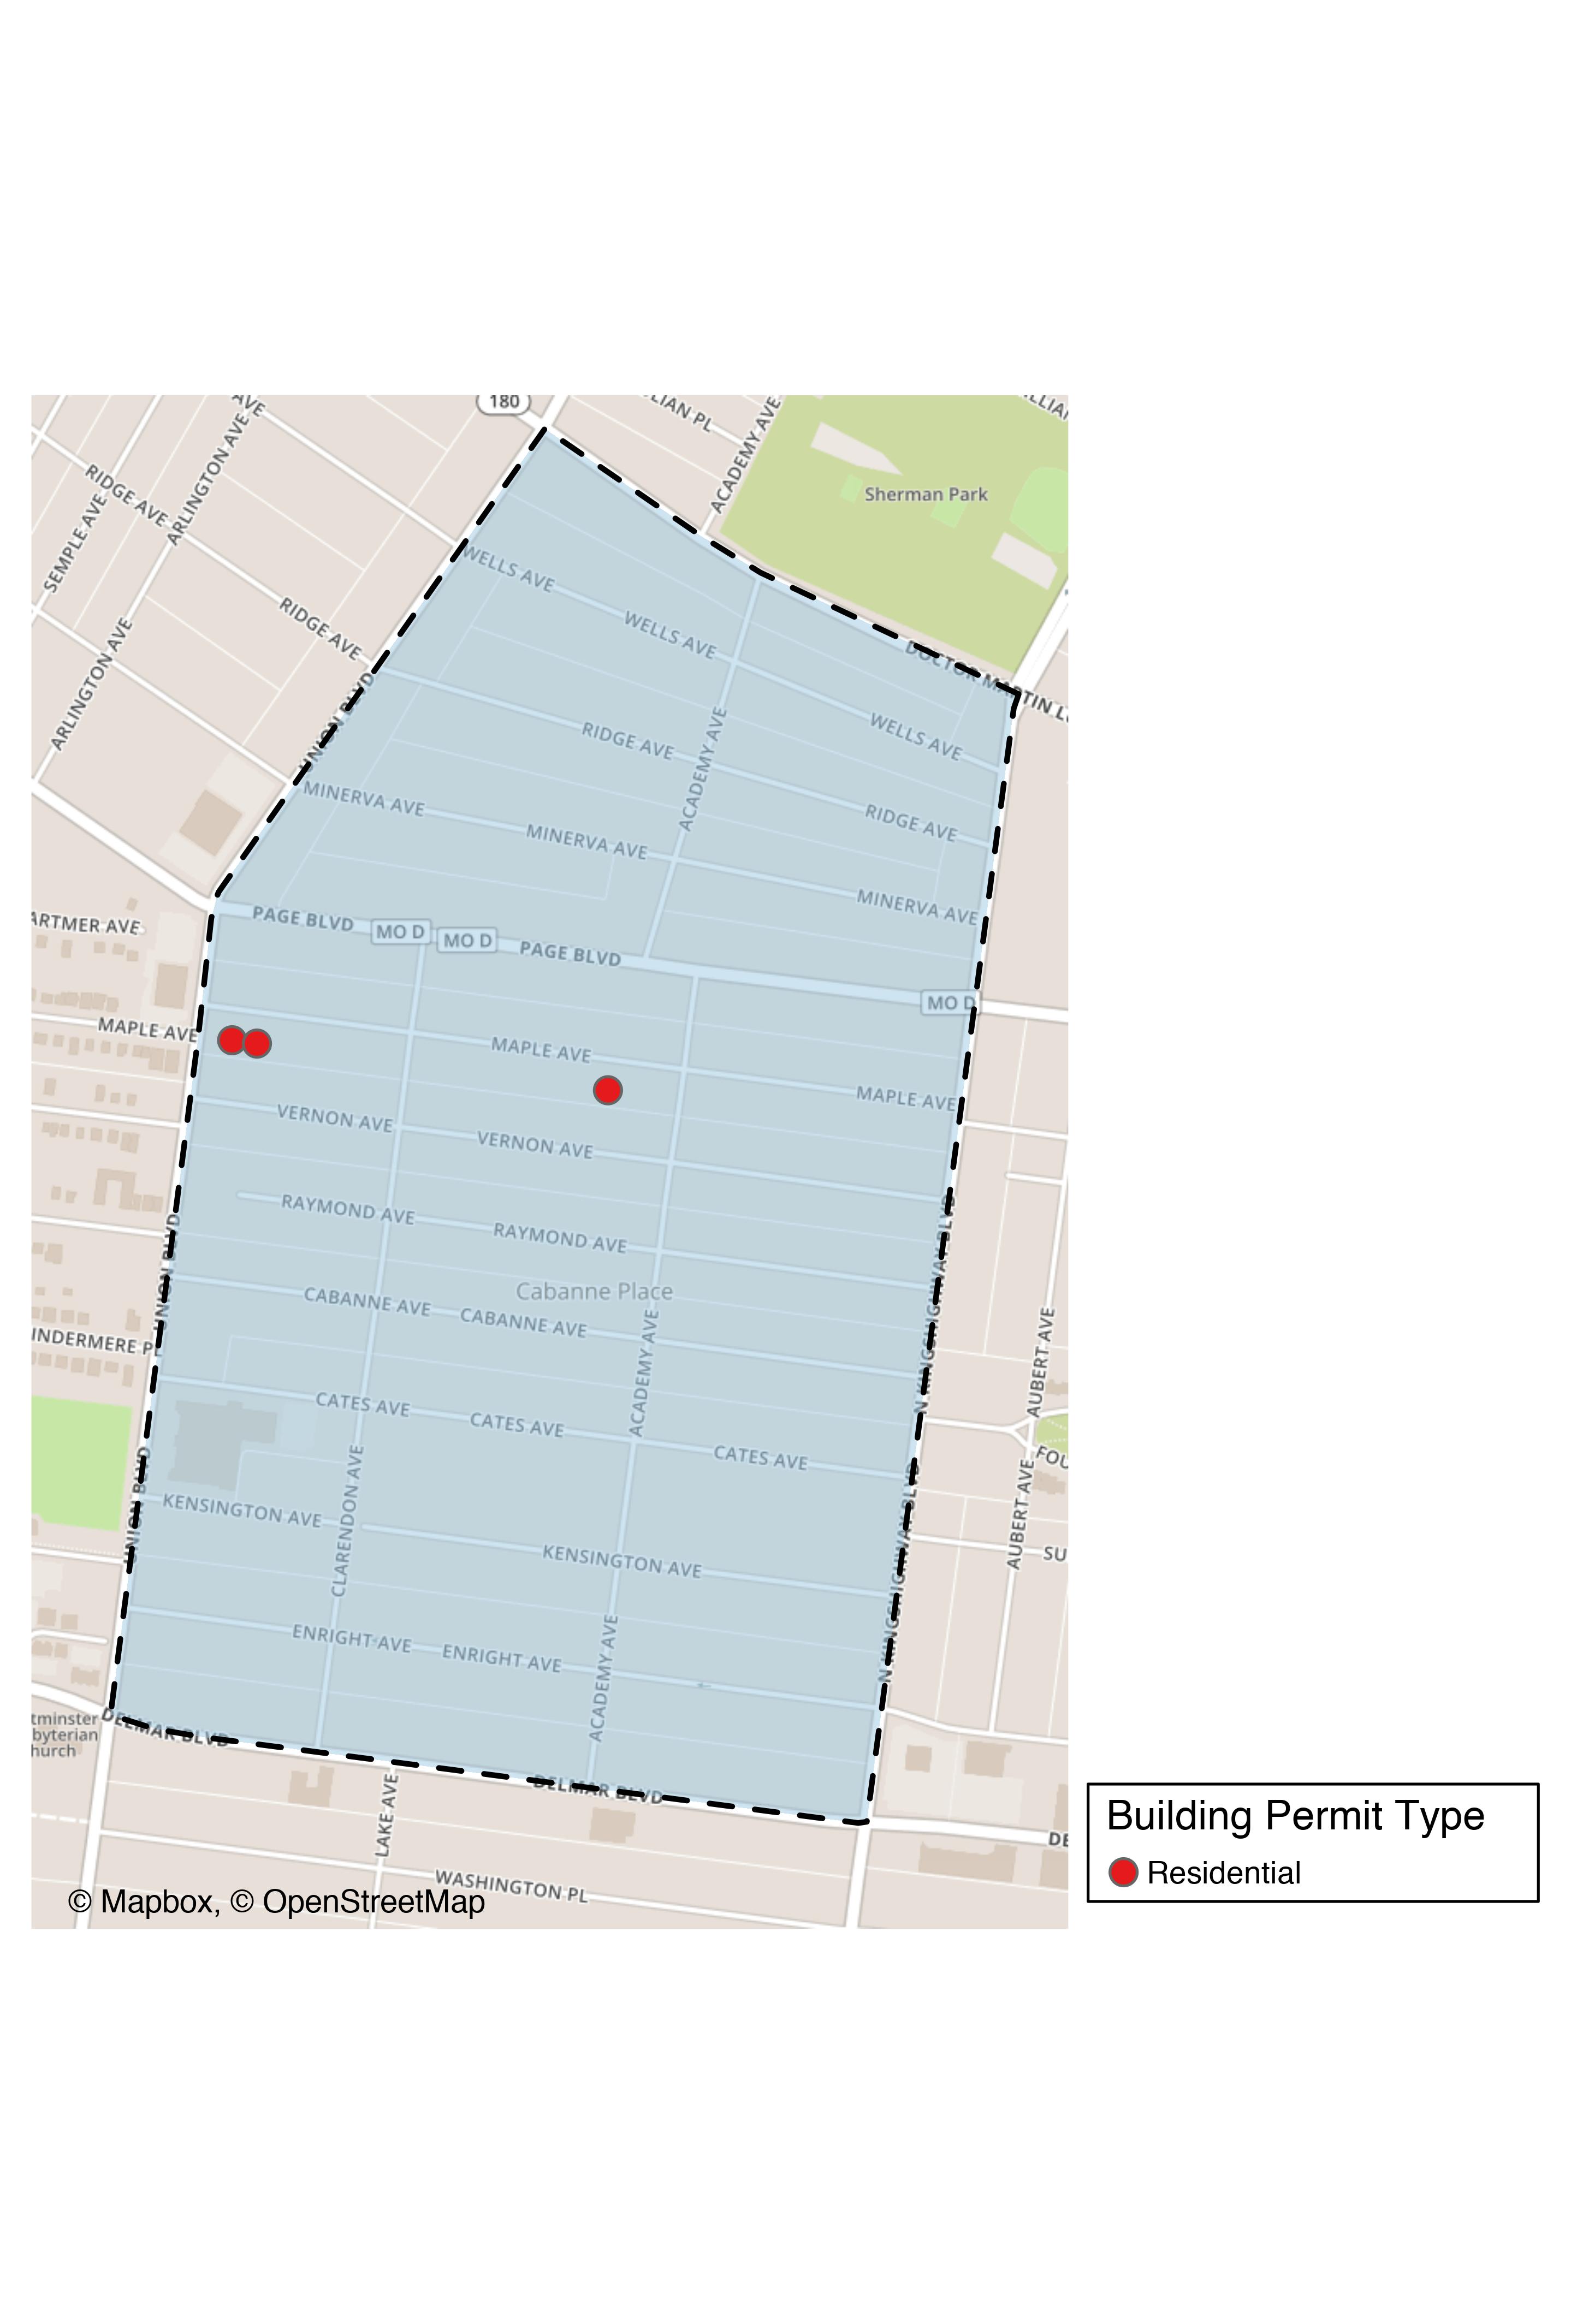 180
LIAN PL
ACADEMY AVE
ILLIA
AVE
RIDGE AVE
ARLINGTON AVE
SEMPLE AVE
Sherman Park
WELLS AVE
WELLS AVE
RIDGE AVE
ARLINGTON AVE
DOCTOR MARTIN L
UNION BLVD
RIDGE AVE
ACADEMY AVE
WELLS AVE
MINERVA AVE
MINERVA AVE
RIDGE AVE
MINERVA AVE
ARTMER AVE
PAGE BLVD
MO D
MO D
PAGE BLVD
MO D
MAPLE AVE
MAPLE AVE
MAPLE AVE
VERNON AVE
VERNON AVE
RAYMOND AVE
RAYMOND AVE
UNION BLVD
N KINGSHIGHWAY BLVD
Cabanne Place
CABANNE AVE
CABANNE AVE
INDERMERE PL
ACADEMY AVE
AUBERT AVE
CATES AVE
CATES AVE
CATES AVE
FOU
UNION BLVD
CLARENDON AVE
KENSINGTON AVE
KENSINGTON AVE
N KINGSHIGHWAY BLVD
AUBERT AVE
SU
ENRIGHT AVE
ENRIGHT AVE
ACADEMY AVE
tminster
byterian
hurch
DELMAR BLVD
DELMAR BLVD
LAKE AVE
DE
WASHINGTON PL
© Mapbox, © OpenStreetMap
Building Permit Type
Residential